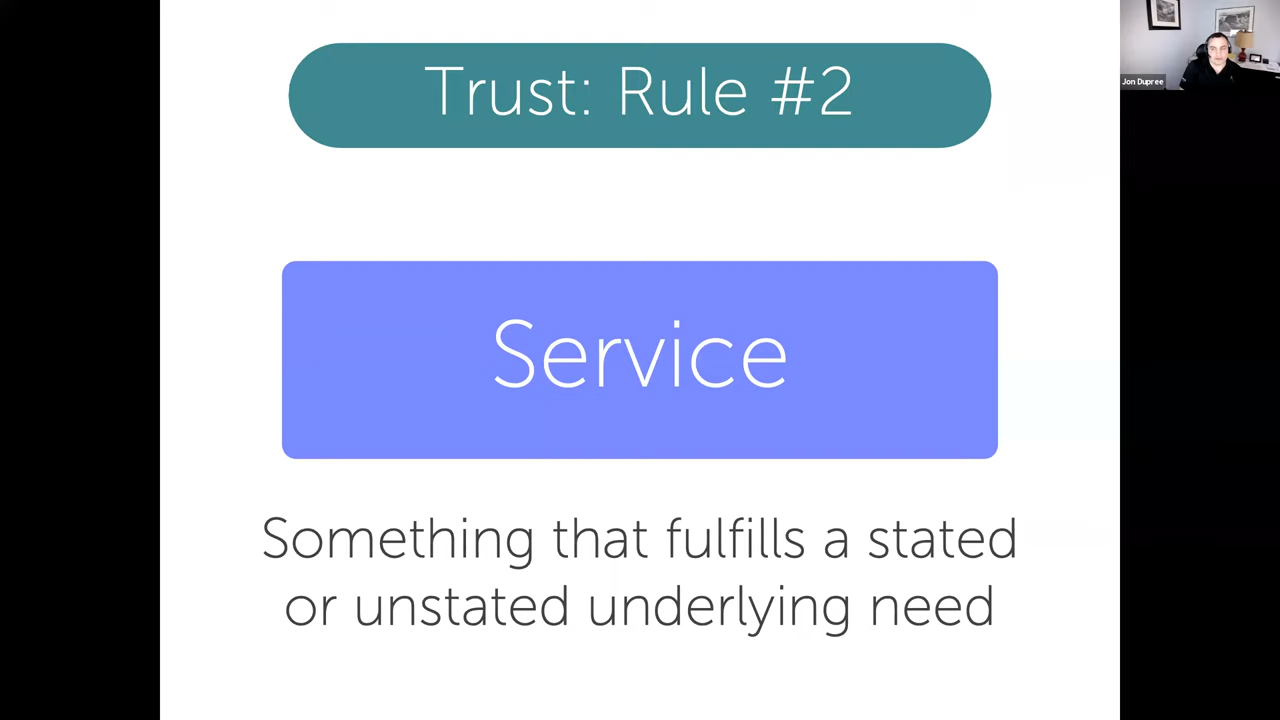 Trust: Rule #2
Service
Something that fulfills a stated
or unstated underlying need
Jon Dupree